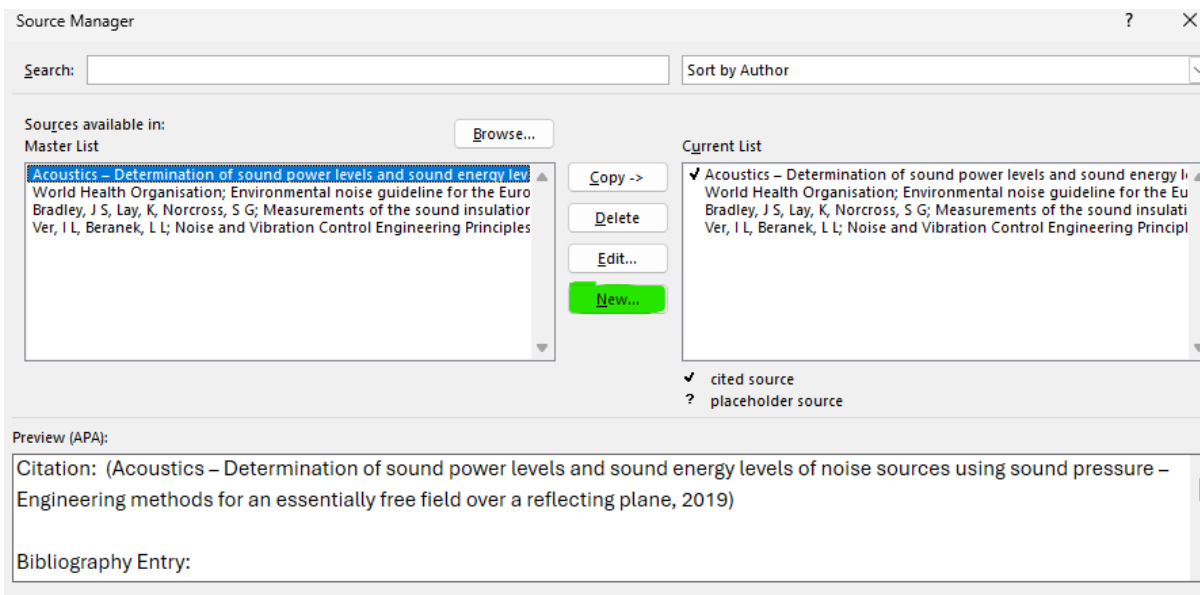 Source Manager
?
Search:
Sort by Author
Sources available in:
Master List
Browse...
Current List
Acoustics – Determination of sound power levels and sound energy lev
World Health Organisation; Environmental noise guideline for the Euro
Bradley, J S, Lay, K, Norcross, S G; Measurements of the sound insulation
Ver, I L, Beranek, L L; Noise and Vibration Control Engineering Principles
Copy ->
Delete
Edit...
New...
✓ Acoustics – Determination of sound power levels and sound energy l
World Health Organisation; Environmental noise guideline for the Eu
Bradley, J S, Lay, K, Norcross, S G; Measurements of the sound insulati
Ver, I L, Beranek, L L; Noise and Vibration Control Engineering Principl
✓ cited source
? placeholder source
Preview (APA):
Citation: (Acoustics – Determination of sound power levels and sound energy levels of noise sources using sound pressure –
Engineering methods for an essentially free field over a reflecting plane, 2019)
Bibliography Entry: